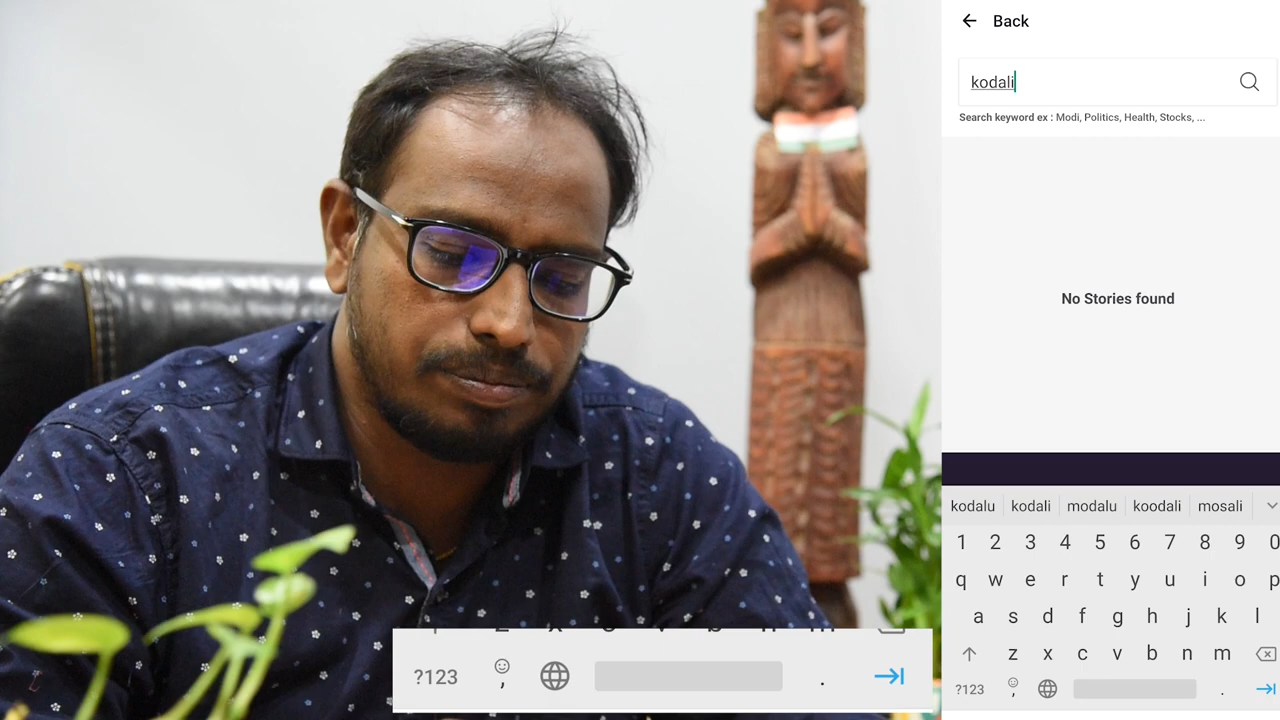 Back
kodali
Search keyword ex : Modi, Politics, Health, Stocks, ...
No Stories found
kodalu kodali modalu koodali mosali
1 2 3 4 5 6 7 8 9 0
q w e r t y u i o p
a s d f g h j k l
z x c v b n m
?123 , .
?123 , .